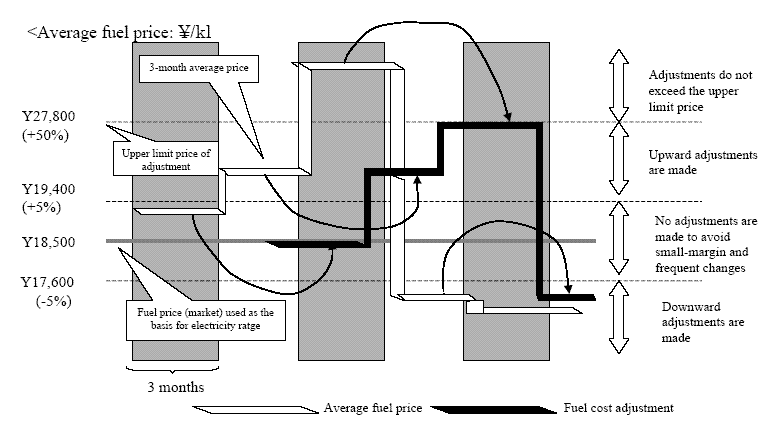 <Average fuel price: ¥/kl
3-month average price
Y27,800
(+50%)
Upper limit price of
adjustment
Y19,400
(+5%)
Y18,500
Y17,600
(-5%)
Fuel price (market) used as the
basis for electricity ratge
3 months
Average fuel price
Fuel cost adjustment
Adjustments do not
exceed the upper
limit price
Upward adjustments
are made
No adjustments are
made to avoid
small-margin and
frequent changes
Downward
adjustments are
made